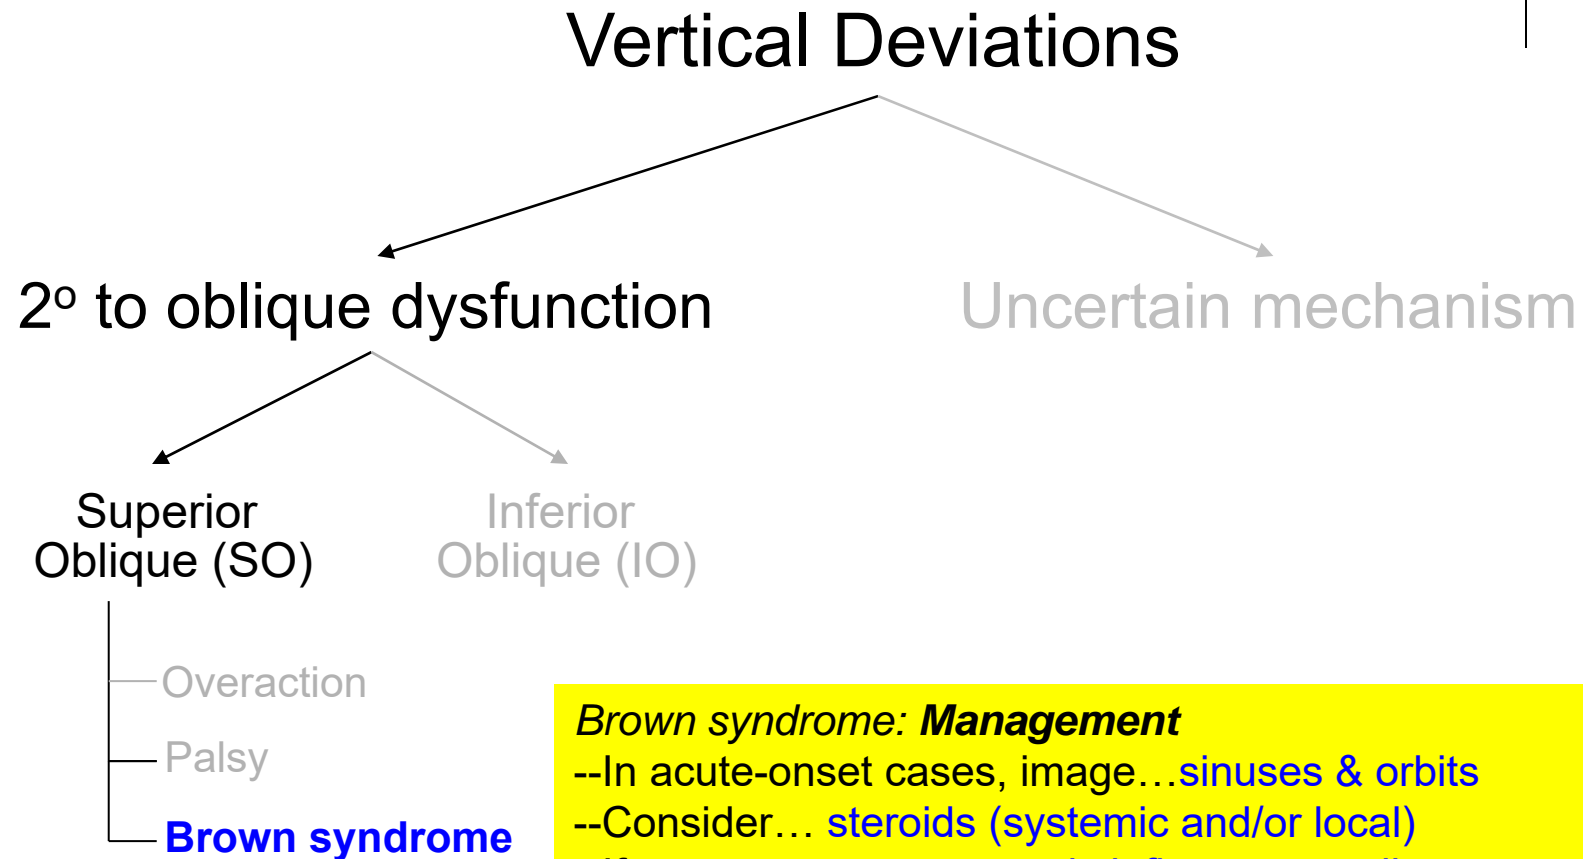 Vertical Deviations
2º to oblique dysfunction
Uncertain mechanism
Superior
Oblique (SO)
Inferior
Oblique (IO)
Overaction
Palsy
Brown syndrome
Brown syndrome: Management
--In acute-onset cases, image…sinuses & orbits
--Consider… steroids (systemic and/or local)